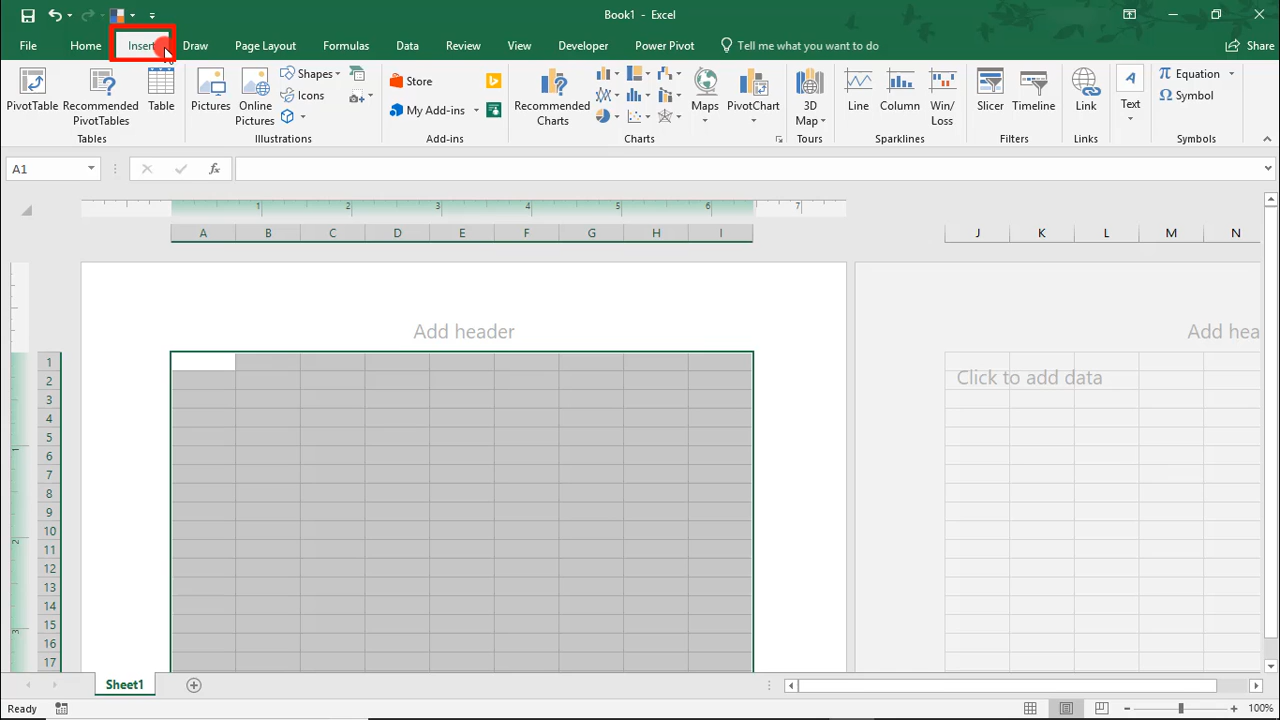 Book1 - Excel
File Home Insert Draw Page Layout Formulas Data Review View Developer Power Pivot Tell me what you want to do Share
PivotTable Recommended PivotTables Table Pictures Online Pictures Shapes Icons Store My Add-ins Recommended Charts Maps PivotChart 3D Map Line Column Win/Loss Slicer Timeline Link Text Equation Symbol
Tables Illustrations Add-ins Charts Tours Sparklines Filters Links Symbols
A1 fx
1 2 3 4 5 6 7
A B C D E F G H I J K L M N
Add header Add hea
1
2 Click to add data
3
4
5
6
7
8
9
10
11
12
13
14
15
16
17
1
2
3
Sheet1
Ready 100%